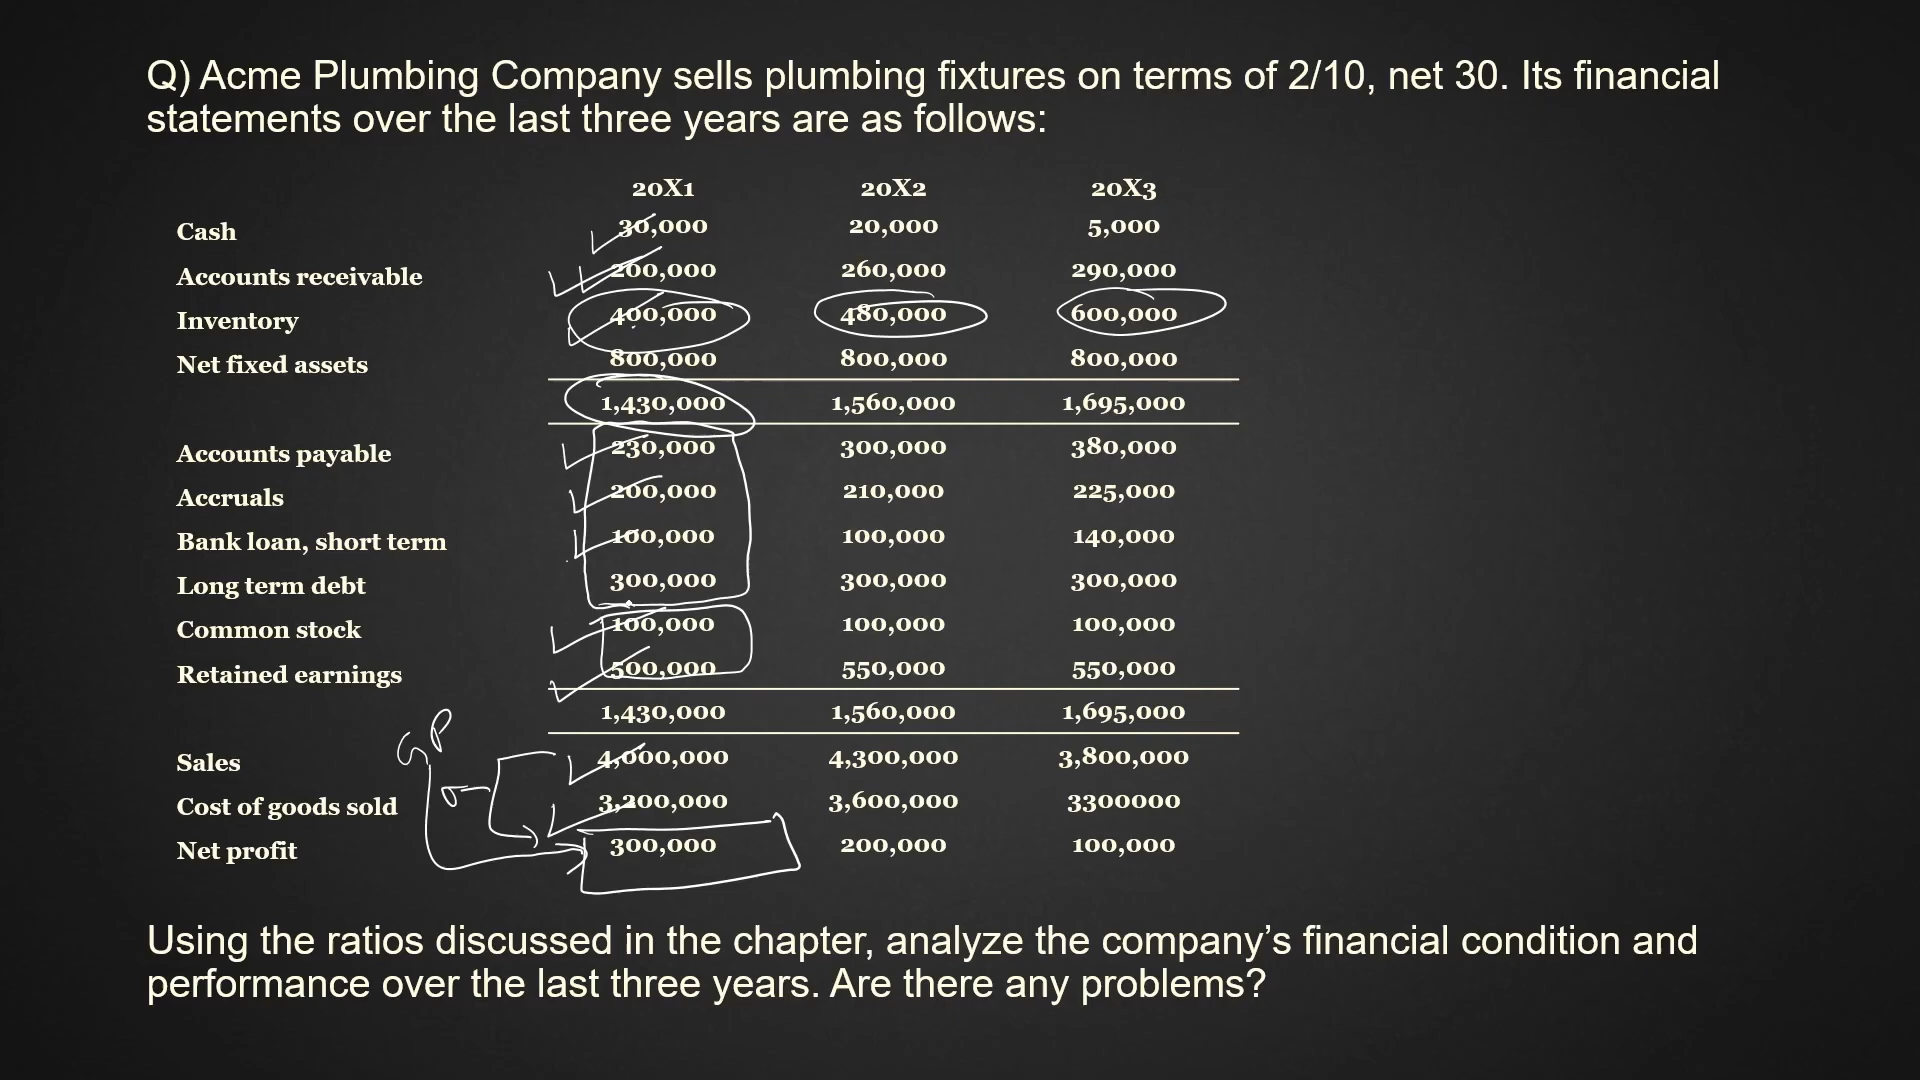 Q) Acme Plumbing Company sells plumbing fixtures on terms of 2/10, net 30. Its financial
statements over the last three years are as follows:
20X1 20X2 20X3
Cash 30,000 20,000 5,000
Accounts receivable 200,000 260,000 290,000
Inventory 400,000 480,000 600,000
Net fixed assets 800,000 800,000 800,000
1,430,000 1,560,000 1,695,000
Accounts payable 230,000 300,000 380,000
Accruals 200,000 210,000 225,000
Bank loan, short term 100,000 100,000 140,000
Long term debt 300,000 300,000 300,000
Common stock 100,000 100,000 100,000
Retained earnings 500,000 550,000 550,000
1,430,000 1,560,000 1,695,000
GP
Sales 4,000,000 4,300,000 3,800,000
Cost of goods sold 3,200,000 3,600,000 3300000
Net profit 300,000 200,000 100,000
Using the ratios discussed in the chapter, analyze the company’s financial condition and
performance over the last three years. Are there any problems?